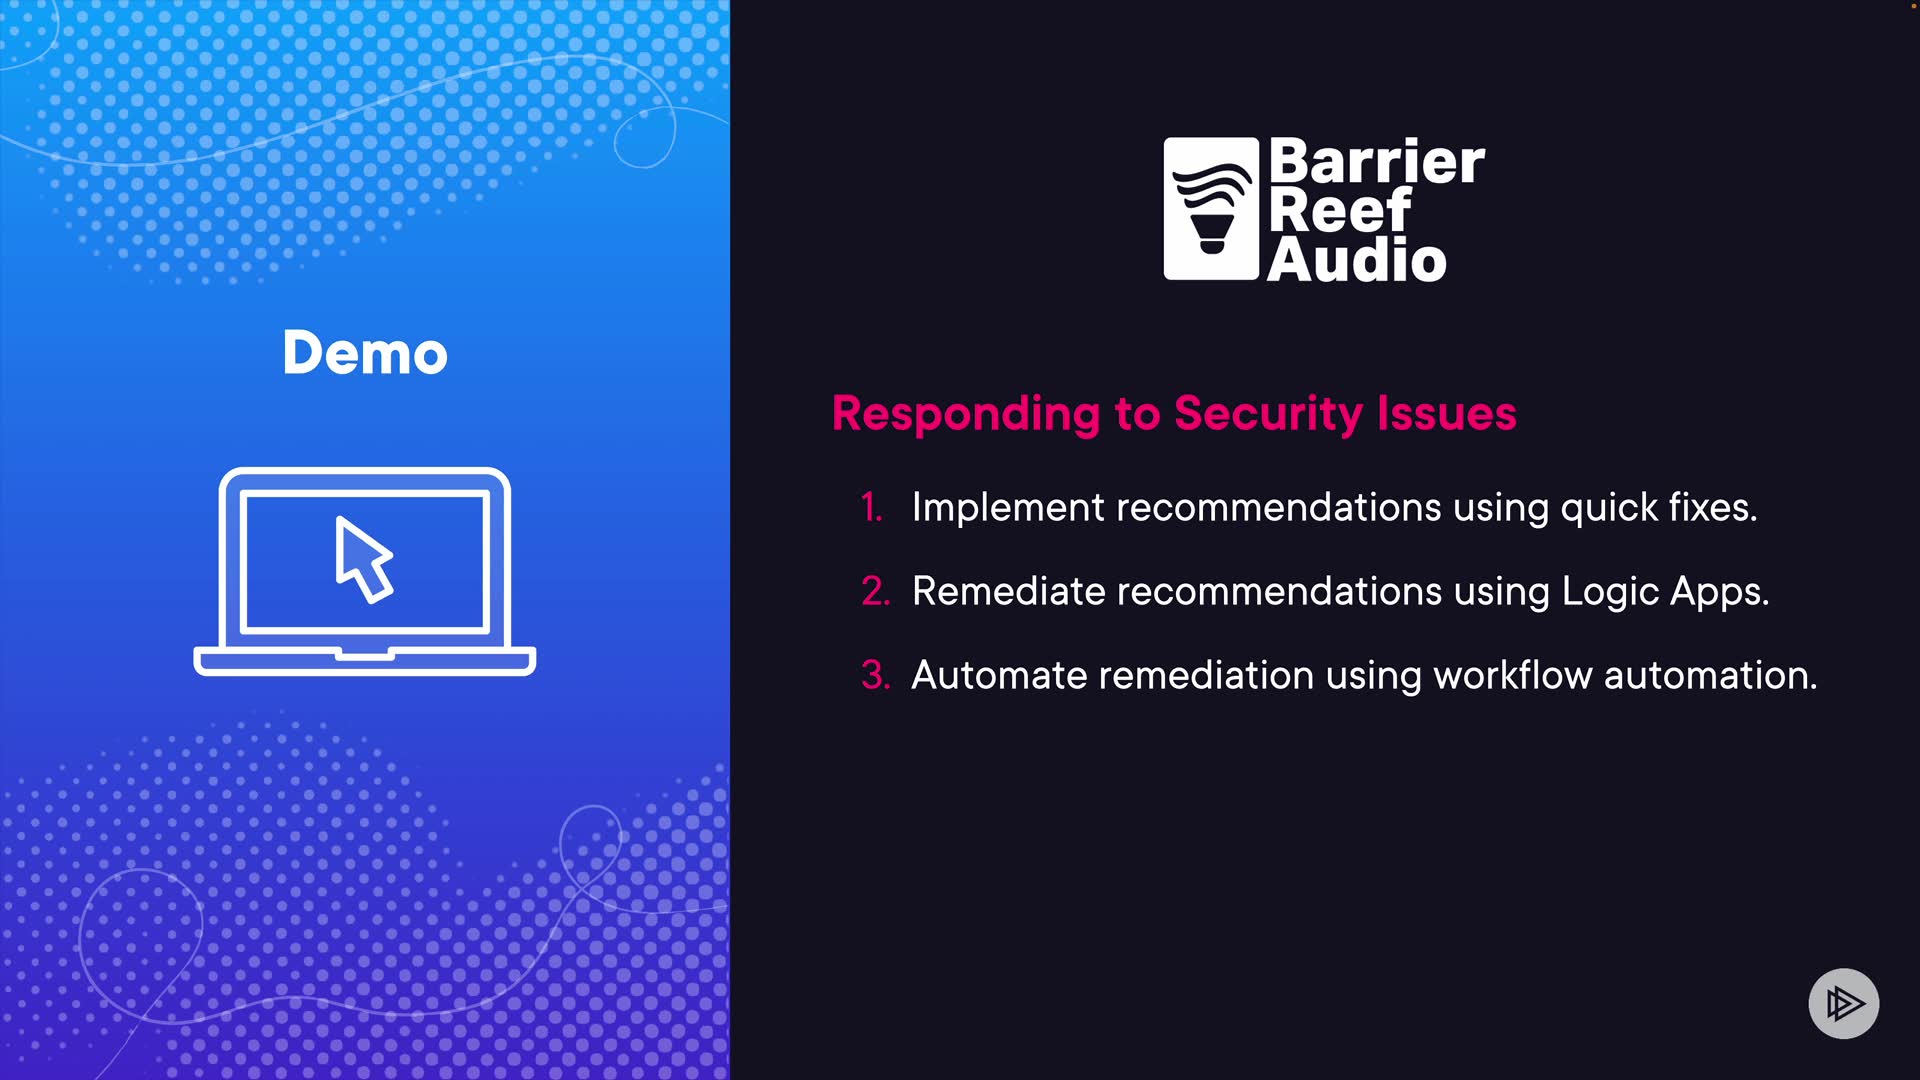 Demo
Barrier
Reef
Audio
Responding to Security Issues
1. Implement recommendations using quick fixes.
2. Remediate recommendations using Logic Apps.
3. Automate remediation using workflow automation.